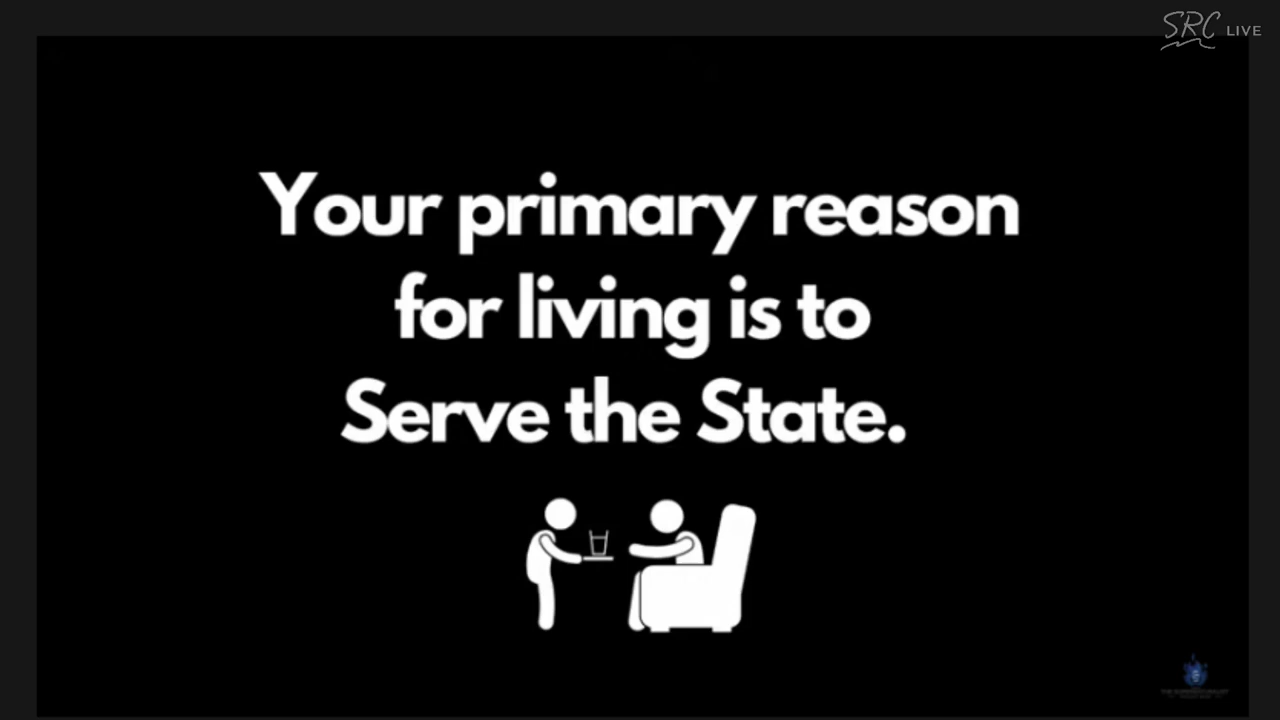 SRC LIVE
Your primary reason
for living is to
Serve the State.